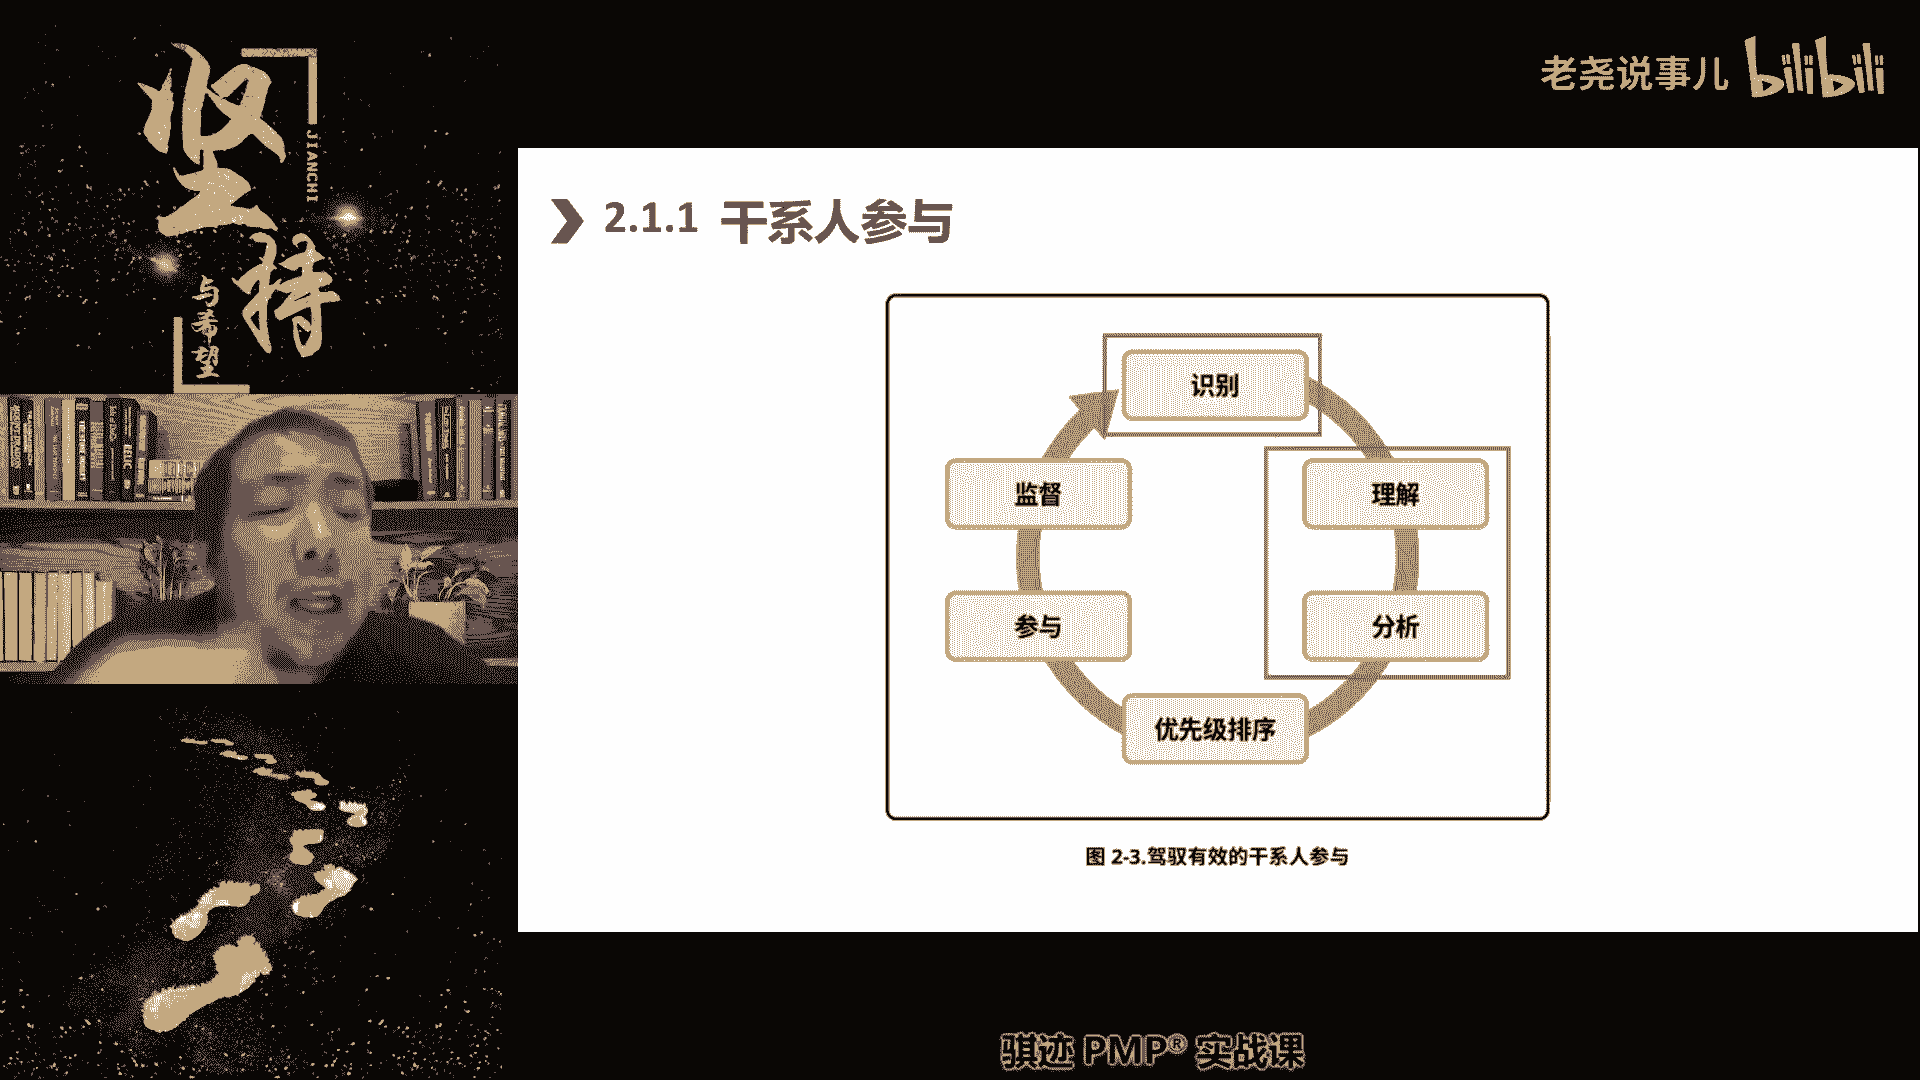 坚持
JIANCHI
与希望
老尧说事儿 bilibili
2.1.1 干系人参与
识别
理解
分析
优先级排序
参与
监督
图 2-3.驾驭有效的干系人参与
骐迹 PMP® 实战课